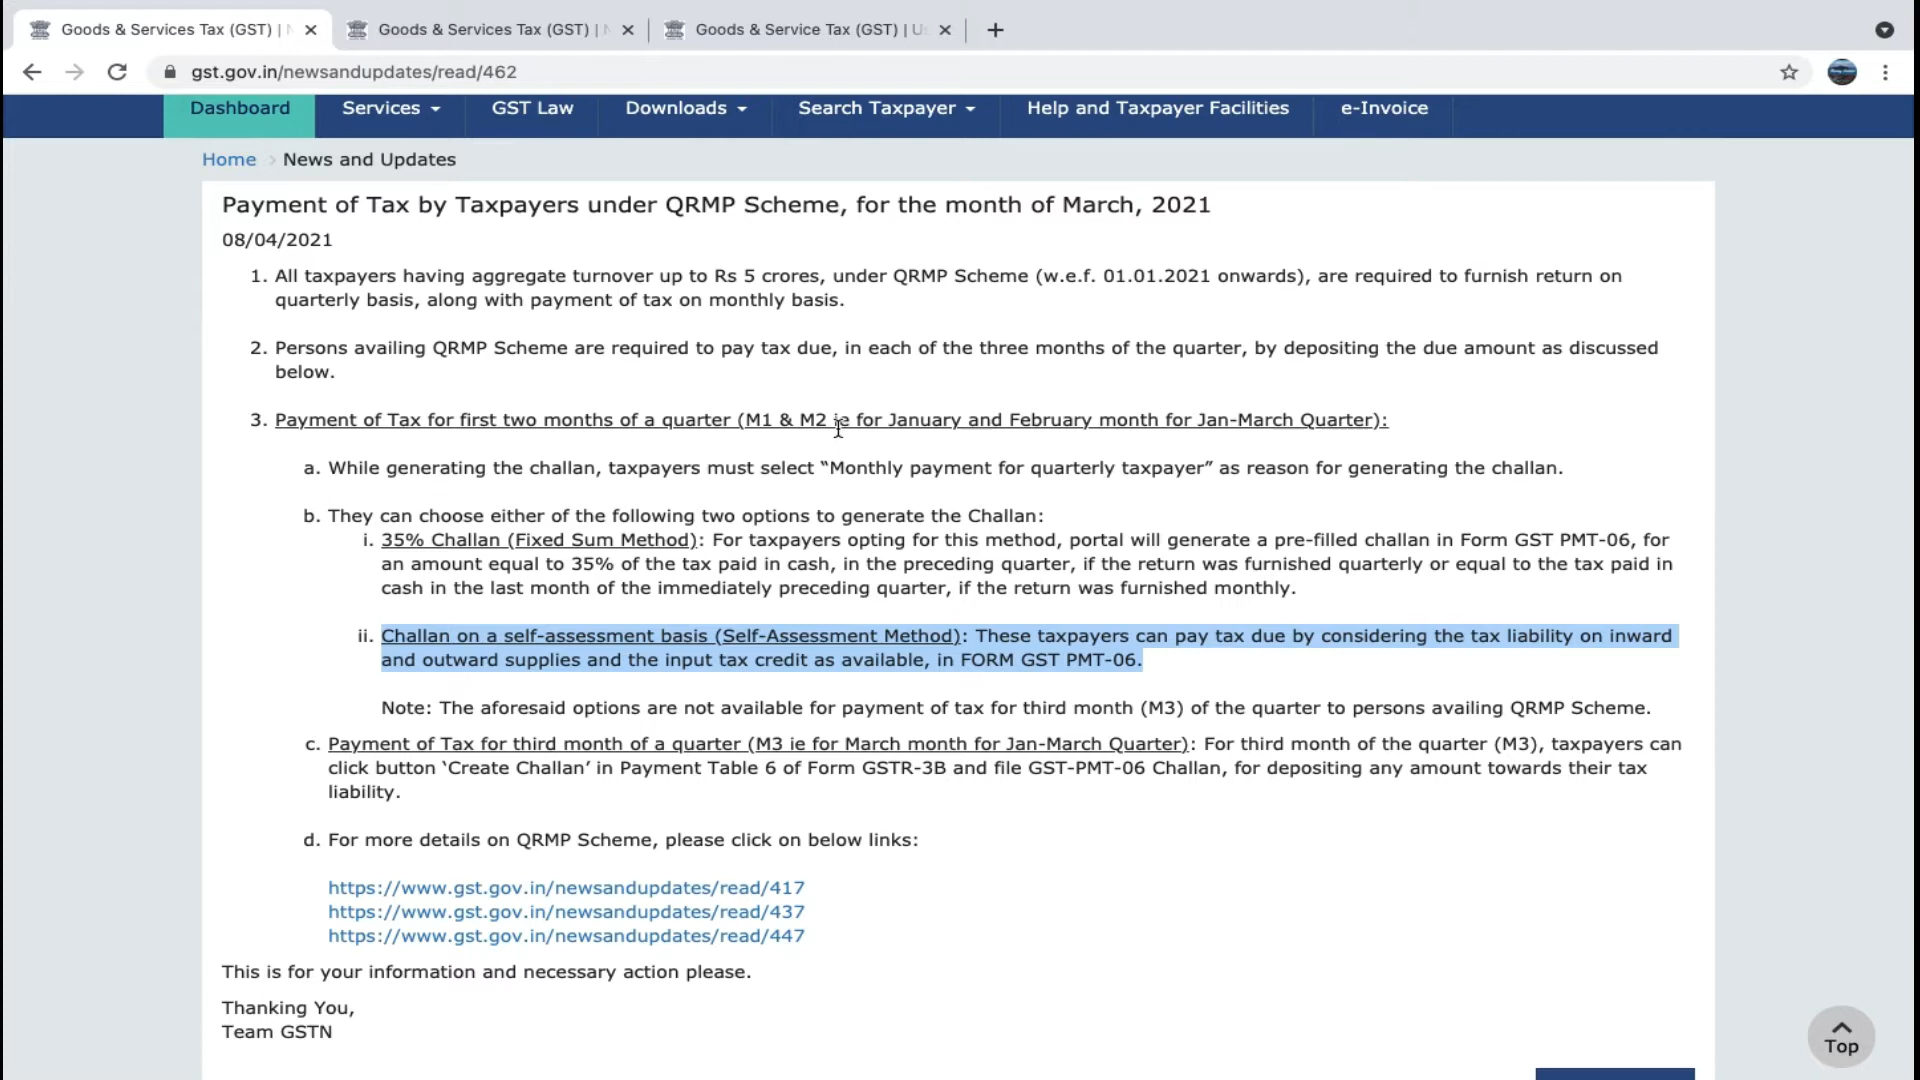 Goods & Services Tax (GST) |
Goods & Services Tax (GST) |
Goods & Service Tax (GST) | U
gst.gov.in/newsandupdates/read/462
Dashboard Services GST Law Downloads Search Taxpayer Help and Taxpayer Facilities e-Invoice
Home > News and Updates
Payment of Tax by Taxpayers under QRMP Scheme, for the month of March, 2021
08/04/2021
1. All taxpayers having aggregate turnover up to Rs 5 crores, under QRMP Scheme (w.e.f. 01.01.2021 onwards), are required to furnish return on
quarterly basis, along with payment of tax on monthly basis.
2. Persons availing QRMP Scheme are required to pay tax due, in each of the three months of the quarter, by depositing the due amount as discussed
below.
3. Payment of Tax for first two months of a quarter (M1 & M2 ie for January and February month for Jan-March Quarter):
a. While generating the challan, taxpayers must select “Monthly payment for quarterly taxpayer” as reason for generating the challan.
b. They can choose either of the following two options to generate the Challan:
i. 35% Challan (Fixed Sum Method): For taxpayers opting for this method, portal will generate a pre-filled challan in Form GST PMT-06, for
an amount equal to 35% of the tax paid in cash, in the preceding quarter, if the return was furnished quarterly or equal to the tax paid in
cash in the last month of the immediately preceding quarter, if the return was furnished monthly.
ii. Challan on a self-assessment basis (Self-Assessment Method): These taxpayers can pay tax due by considering the tax liability on inward
and outward supplies and the input tax credit as available, in FORM GST PMT-06.
Note: The aforesaid options are not available for payment of tax for third month (M3) of the quarter to persons availing QRMP Scheme.
c. Payment of Tax for third month of a quarter (M3 ie for March month for Jan-March Quarter): For third month of the quarter (M3), taxpayers can
click button ‘Create Challan’ in Payment Table 6 of Form GSTR-3B and file GST-PMT-06 Challan, for depositing any amount towards their tax
liability.
d. For more details on QRMP Scheme, please click on below links:
https://www.gst.gov.in/newsandupdates/read/417
https://www.gst.gov.in/newsandupdates/read/437
https://www.gst.gov.in/newsandupdates/read/447
This is for your information and necessary action please.
Thanking You,
Team GSTN
Top